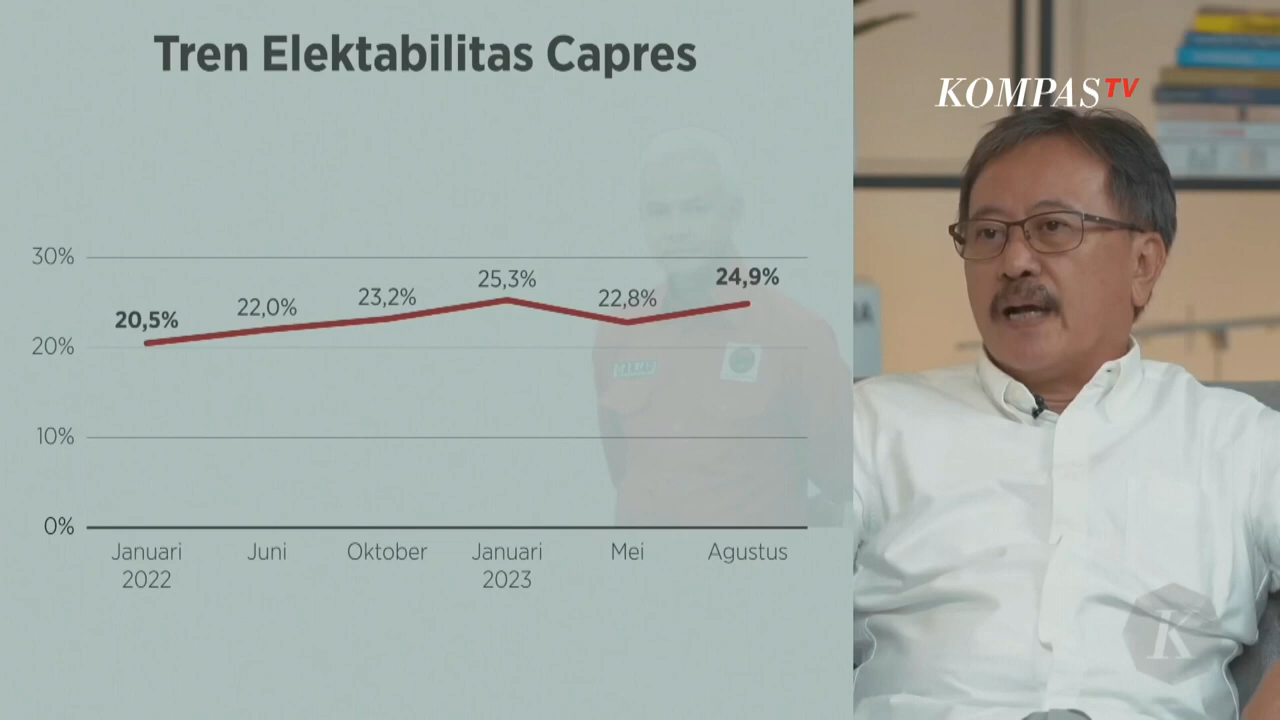 Tren Elektabilitas Capres
KOMPASTV
30%
20%
10%
0%
20,5%
22,0%
23,2%
25,3%
22,8%
24,9%
Januari
2022
Juni
Oktober
Januari
2023
Mei
Agustus
GANJAR
K